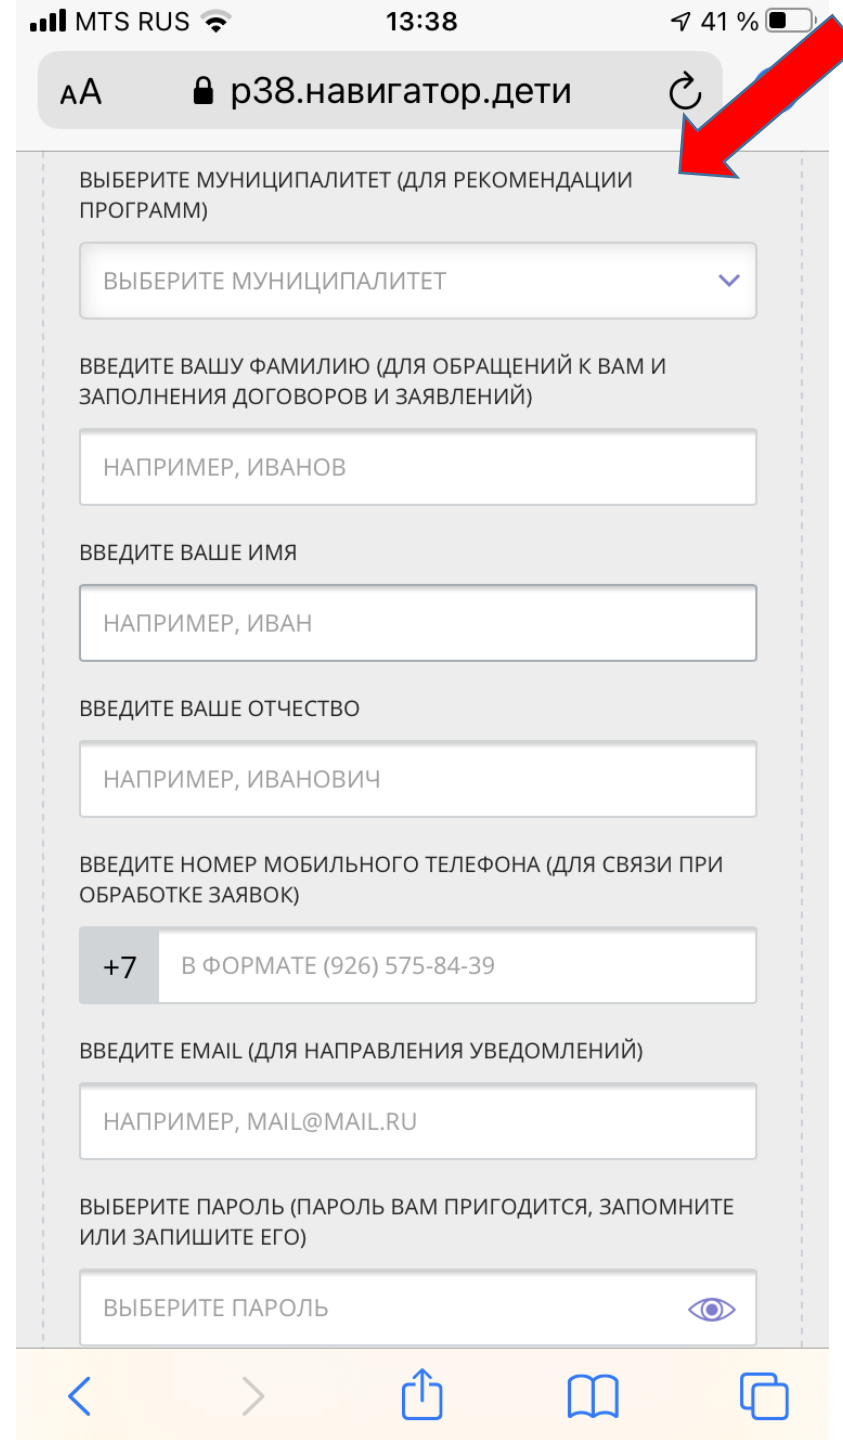 MTS RUS 13:38 41 %
AA р38.навигатор.дети
ВЫБЕРИТЕ МУНИЦИПАЛИТЕТ (ДЛЯ РЕКОМЕНДАЦИИ
ПРОГРАММ)
ВЫБЕРИТЕ МУНИЦИПАЛИТЕТ
ВВЕДИТЕ ВАШУ ФАМИЛИЮ (ДЛЯ ОБРАЩЕНИЙ К ВАМ И
ЗАПОЛНЕНИЯ ДОГОВОРОВ И ЗАЯВЛЕНИЙ)
НАПРИМЕР, ИВАНОВ
ВВЕДИТЕ ВАШЕ ИМЯ
НАПРИМЕР, ИВАН
ВВЕДИТЕ ВАШЕ ОТЧЕСТВО
НАПРИМЕР, ИВАНОВИЧ
ВВЕДИТЕ НОМЕР МОБИЛЬНОГО ТЕЛЕФОНА (ДЛЯ СВЯЗИ ПРИ
ОБРАБОТКЕ ЗАЯВОК)
+7 В ФОРМАТЕ (926) 575-84-39
ВВЕДИТЕ EMAIL (ДЛЯ НАПРАВЛЕНИЯ УВЕДОМЛЕНИЙ)
НАПРИМЕР, MAIL@MAIL.RU
ВЫБЕРИТЕ ПАРОЛЬ (ПАРОЛЬ ВАМ ПРИГОДИТСЯ, ЗАПОМНИТЕ
ИЛИ ЗАПИШИТЕ ЕГО)
ВЫБЕРИТЕ ПАРОЛЬ